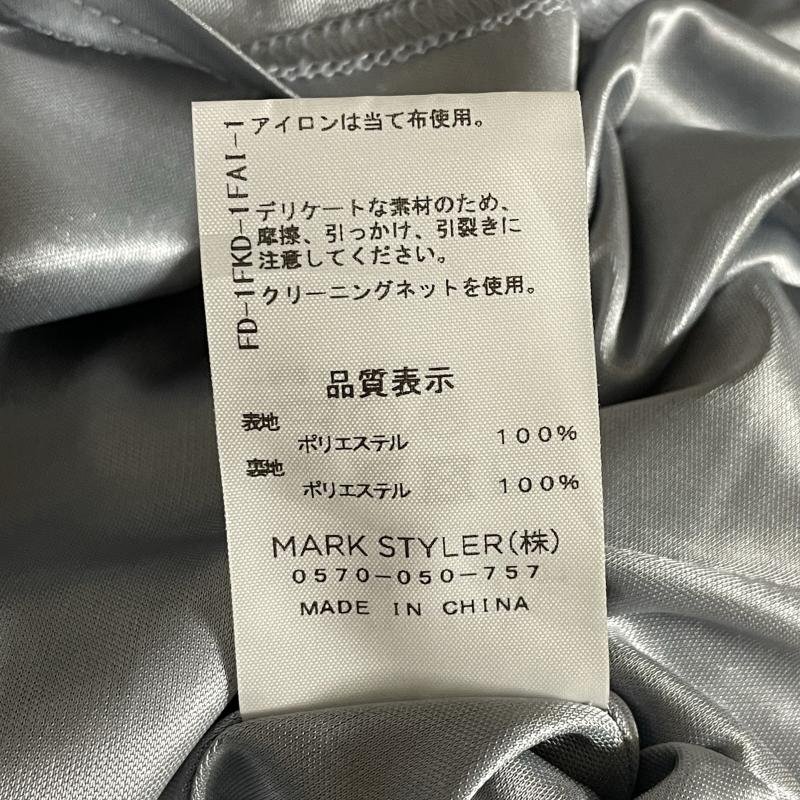 アイロンは当て布使用。
デリケートな素材のため、
摩擦、引っかけ、引裂きに
注意してください。
クリーニングネットを使用。
FD-1FKD-1FAI-1
品質表示
表地
ポリエステル 100%
裏地
ポリエステル 100%
MARK STYLER(株)
0570-050-757
MADE IN CHINA